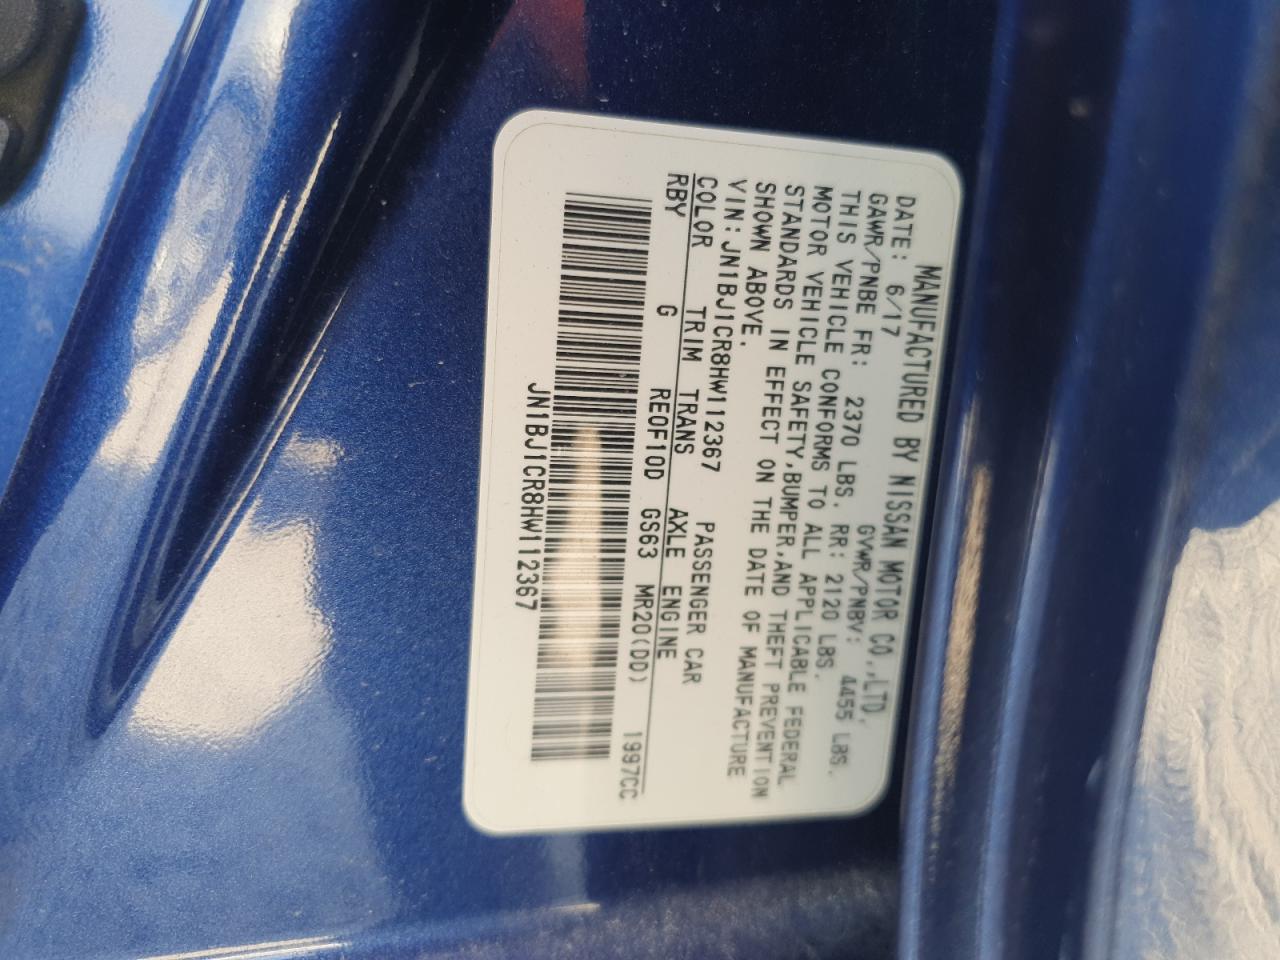 MANUFACTURED BY NISSAN MOTOR CO.,LTD.
DATE: 6/17 GVWR/PNBV: 4455 LBS.
GAWR/PNBE FR: 2370 LBS. RR: 2120 LBS.
THIS VEHICLE CONFORMS TO ALL APPLICABLE FEDERAL
MOTOR VEHICLE SAFETY,BUMPER,AND THEFT PREVENTION
STANDARDS IN EFFECT ON THE DATE OF MANUFACTURE
SHOWN ABOVE.
VIN:JN1BJ1CR8HW112367 PASSENGER CAR
COLOR TRIM TRANS AXLE ENGINE
RBY G RE0F10D GS63 MR20(DD) 1997CC
JN1BJ1CR8HW112367